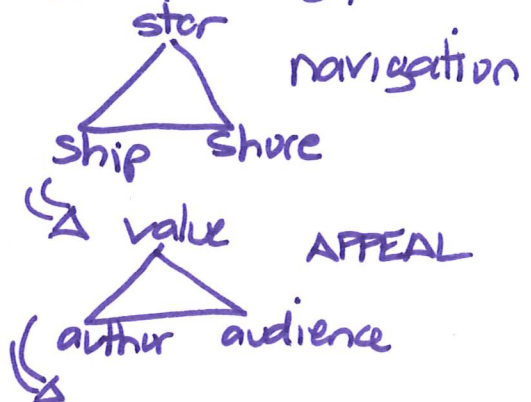 star
navigation
ship shore
value
APPEAL
author audience